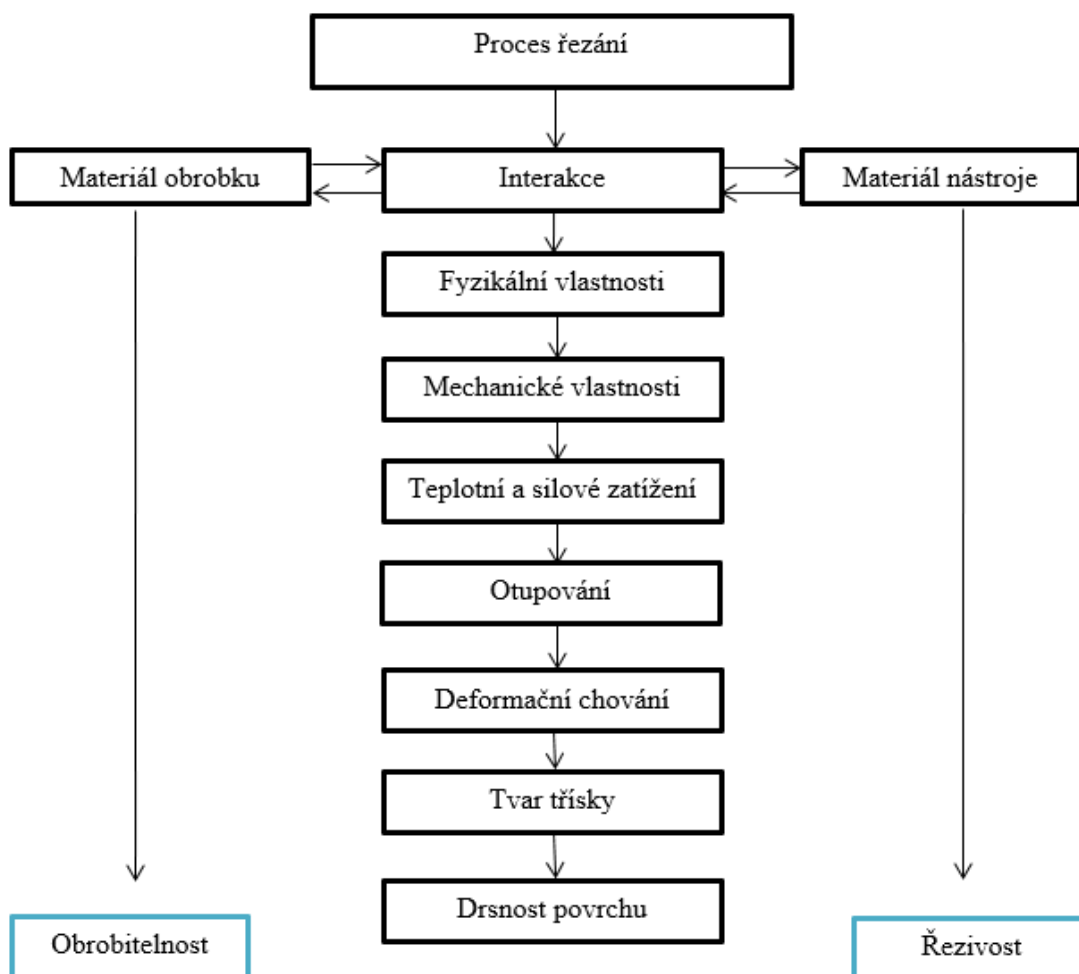 Proces řezání
Materiál obrobku
Interakce
Materiál nástroje
Fyzikální vlastnosti
Mechanické vlastnosti
Teplotní a silové zatížení
Otupování
Deformační chování
Tvar třísky
Drsnost povrchu
Obrobitelnost
Řezivost